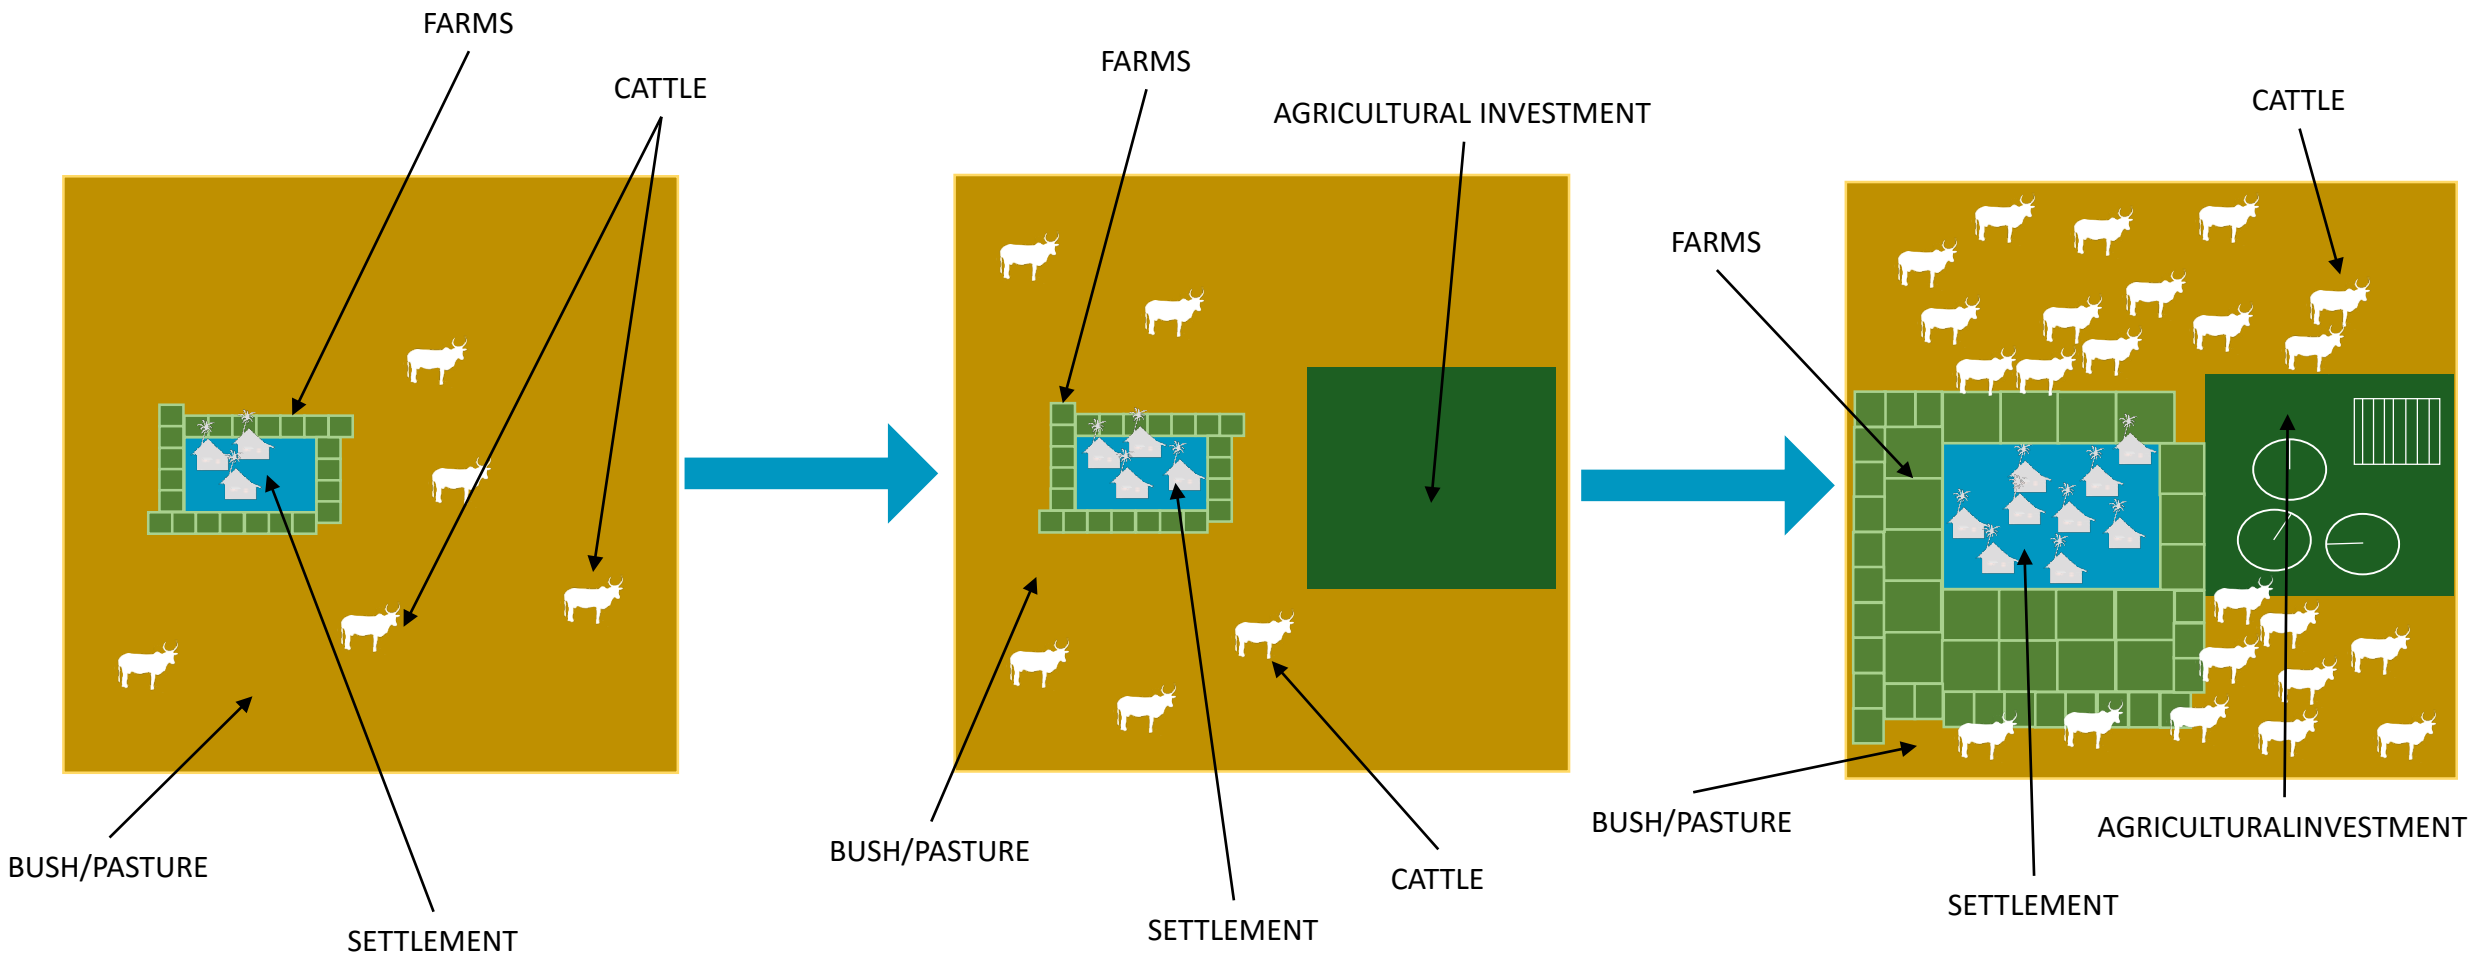 FARMS
CATTLE
BUSH/PASTURE
SETTLEMENT
FARMS
AGRICULTURAL INVESTMENT
BUSH/PASTURE
CATTLE
SETTLEMENT
CATTLE
FARMS
BUSH/PASTURE
AGRICULTURALINVESTMENT
SETTLEMENT